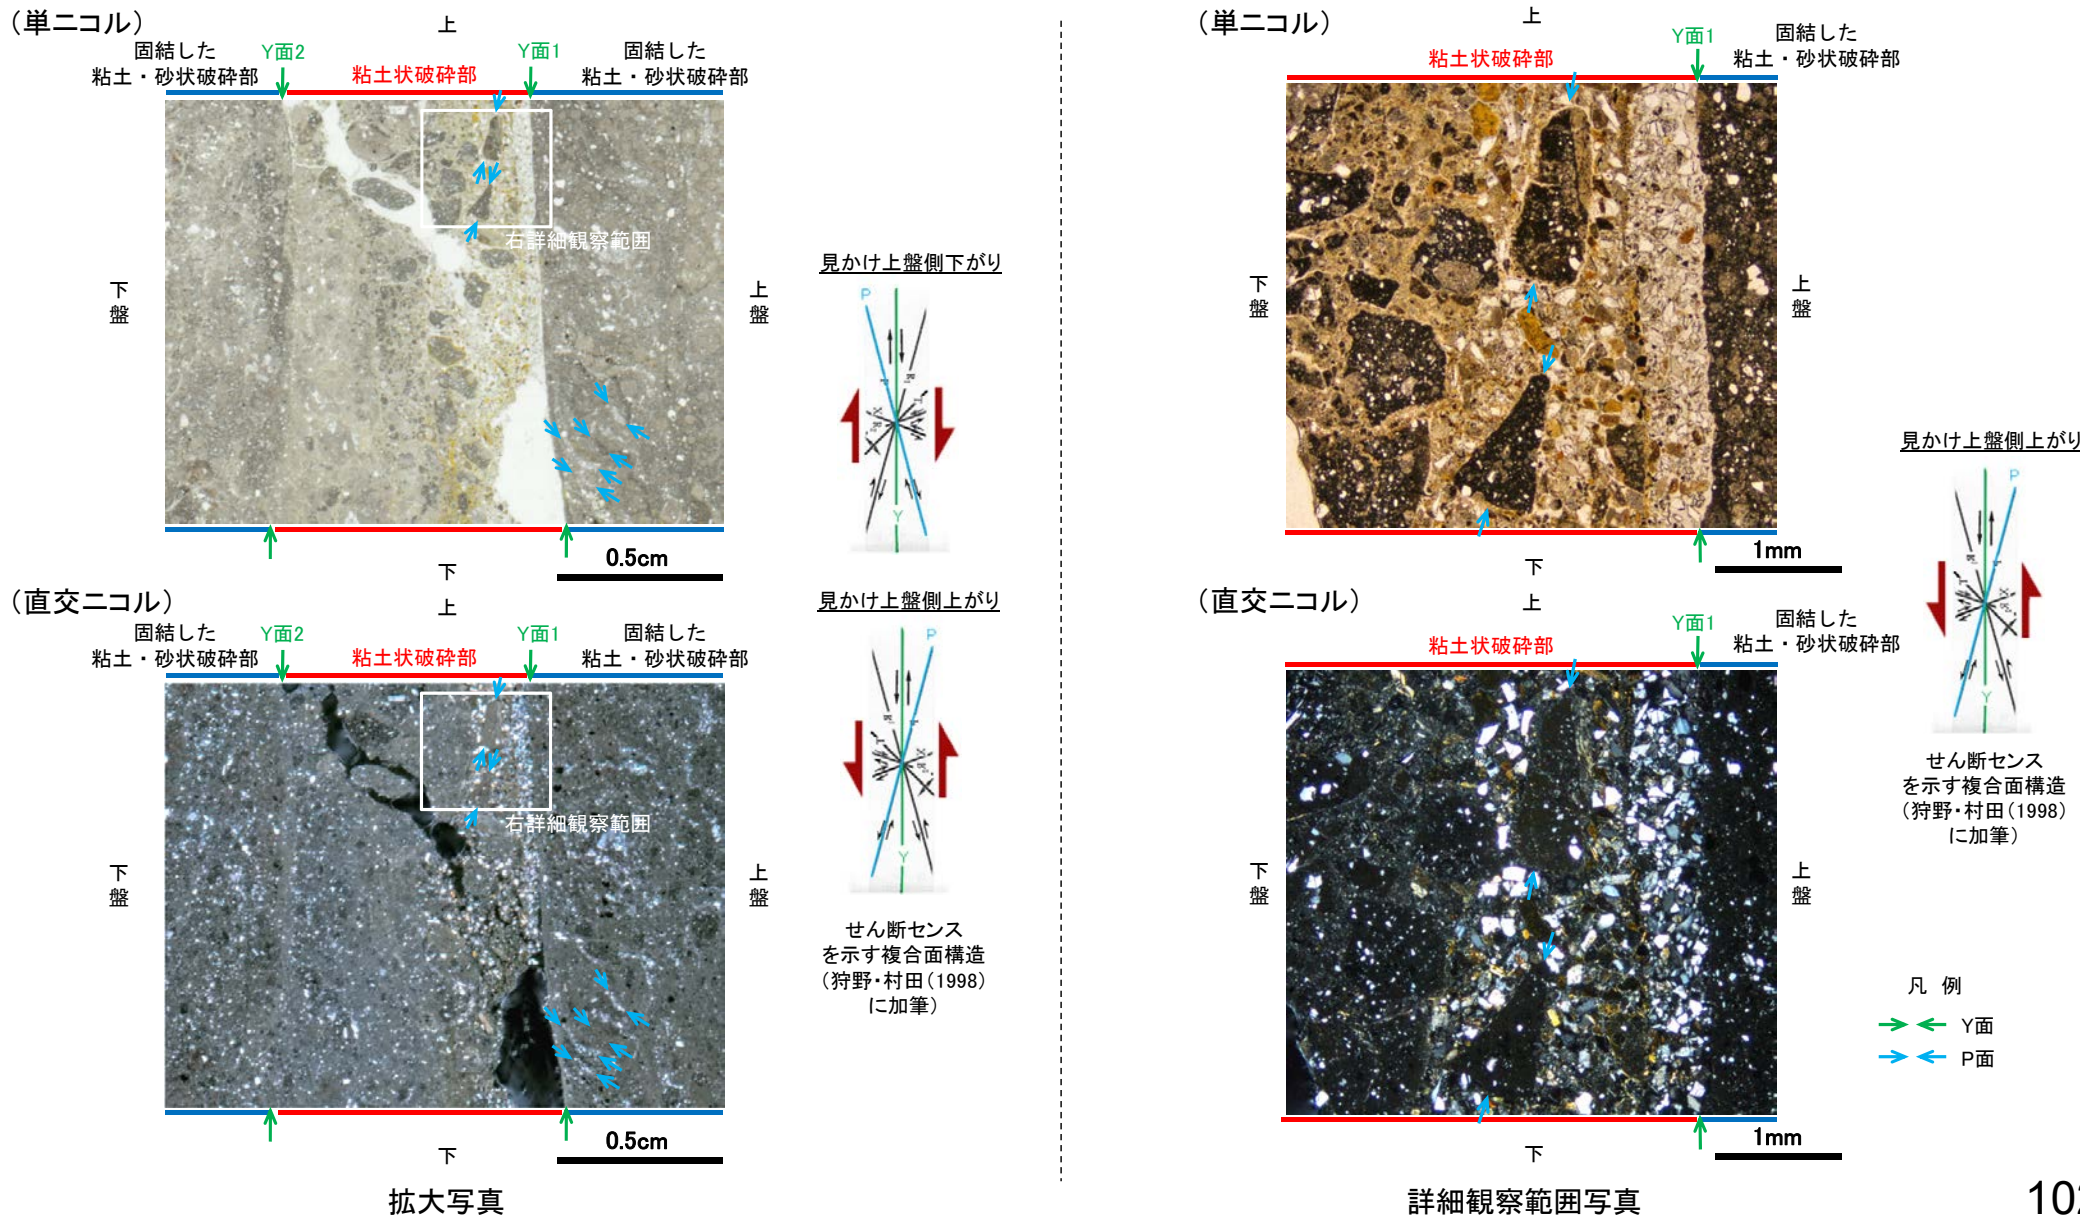 (単ニコル)
上
固結した
粘土・砂状破砕部
Y面2
粘土状破砕部
Y面1
固結した
粘土・砂状破砕部
右詳細観察範囲
下盤
上盤
下
0.5cm
見かけ上盤側下がり
P
R1
P
T
X
R2
Y
(直交ニコル)
上
固結した
粘土・砂状破砕部
Y面2
粘土状破砕部
Y面1
固結した
粘土・砂状破砕部
右詳細観察範囲
下盤
上盤
下
0.5cm
拡大写真
見かけ上盤側上がり
P
Y
せん断センス
を示す複合面構造
(狩野・村田(1998)
に加筆)
(単ニコル)
上
粘土状破砕部
Y面1
固結した
粘土・砂状破砕部
下盤
上盤
下
1mm
(直交ニコル)
上
粘土状破砕部
Y面1
固結した
粘土・砂状破砕部
下盤
上盤
下
1mm
詳細観察範囲写真
見かけ上盤側上がり
P
Y
せん断センス
を示す複合面構造
(狩野・村田(1998)
に加筆)
凡 例
Y面
P面